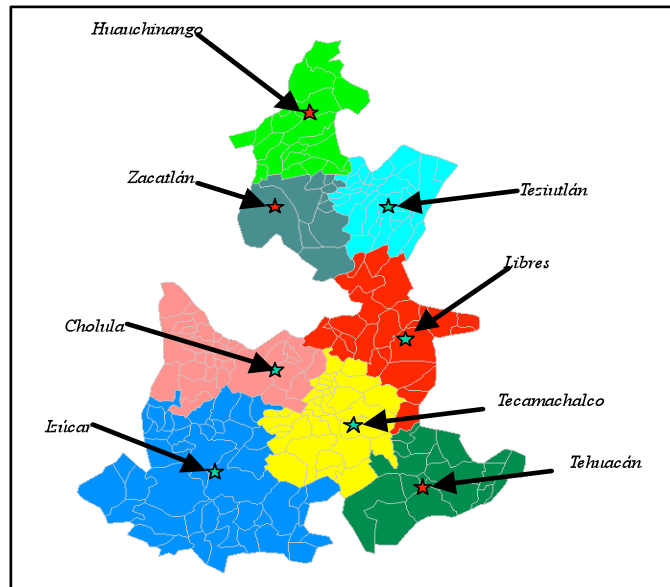 Huauchinango
Zacatlán
Teziutlán
Libres
Cholula
Tecamachalco
Izúcar
Tehuacán